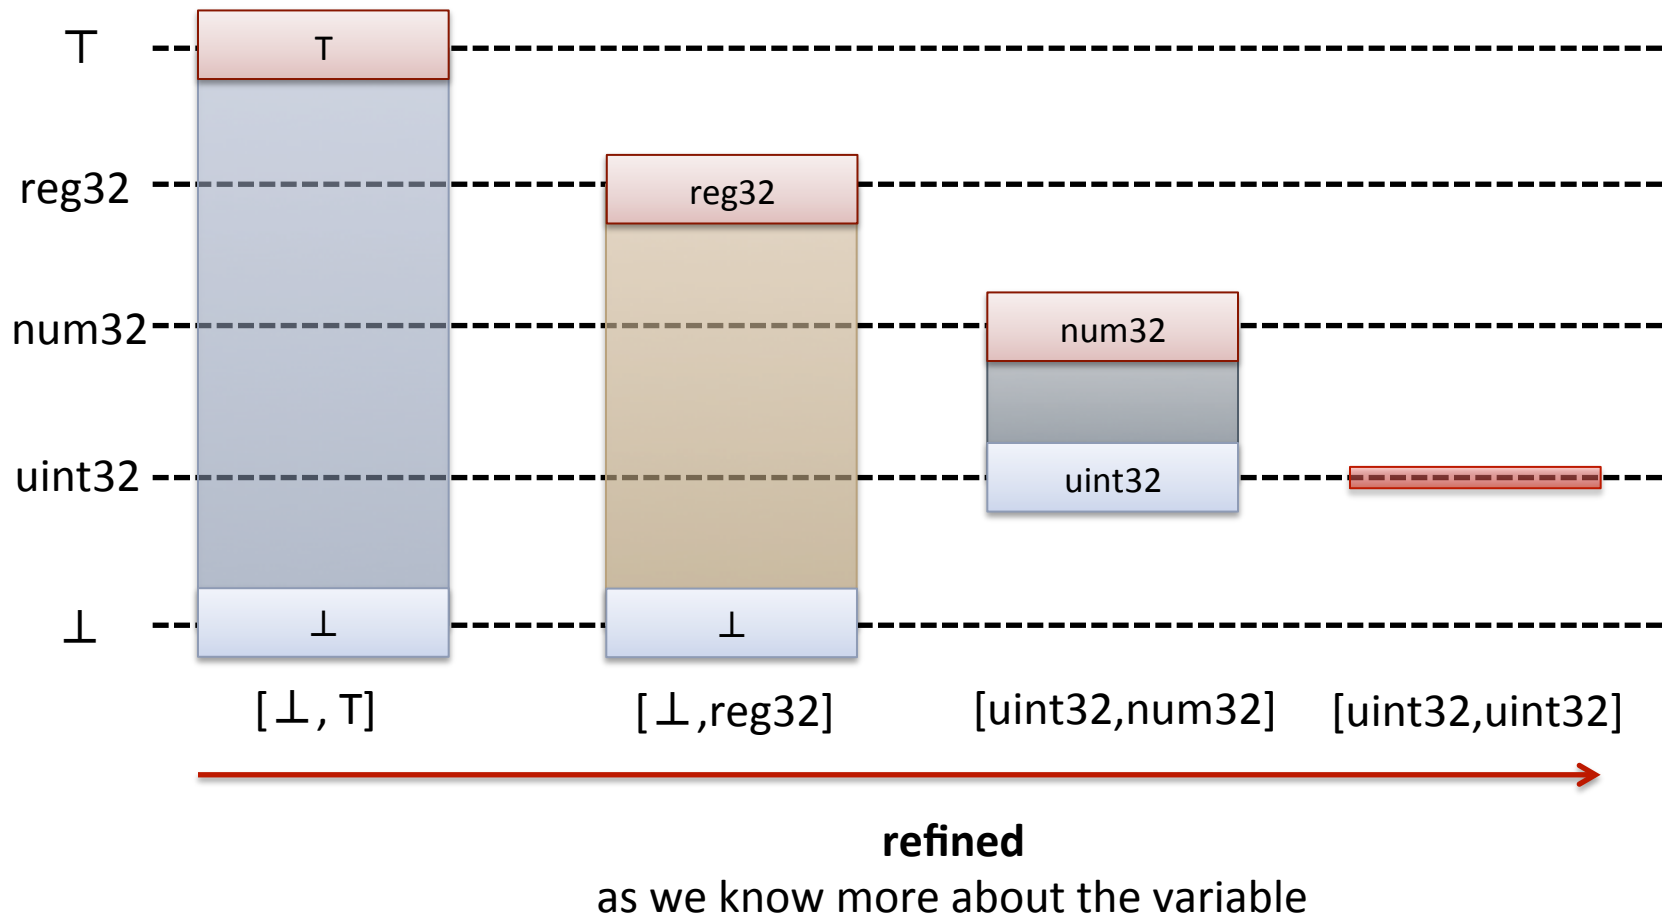 ⊤
T
reg32
reg32
num32
num32
uint32
uint32
⊥
⊥
⊥
[⊥, T]
[⊥,reg32]
[uint32,num32]
[uint32,uint32]
refined
as we know more about the variable